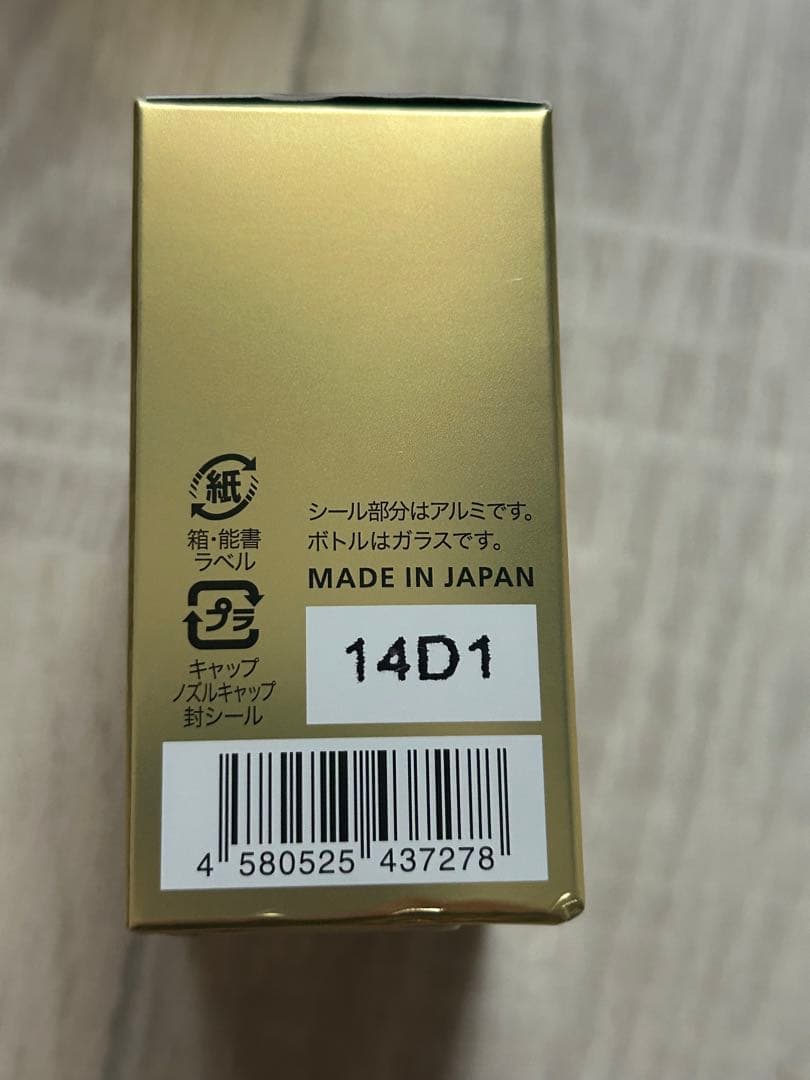 紙
箱・能書
ラベル
プラ
キャップ
ノズルキャップ
封シール
シール部分はアルミです。
ボトルはガラスです。
MADE IN JAPAN
14D1
4 580525 437278